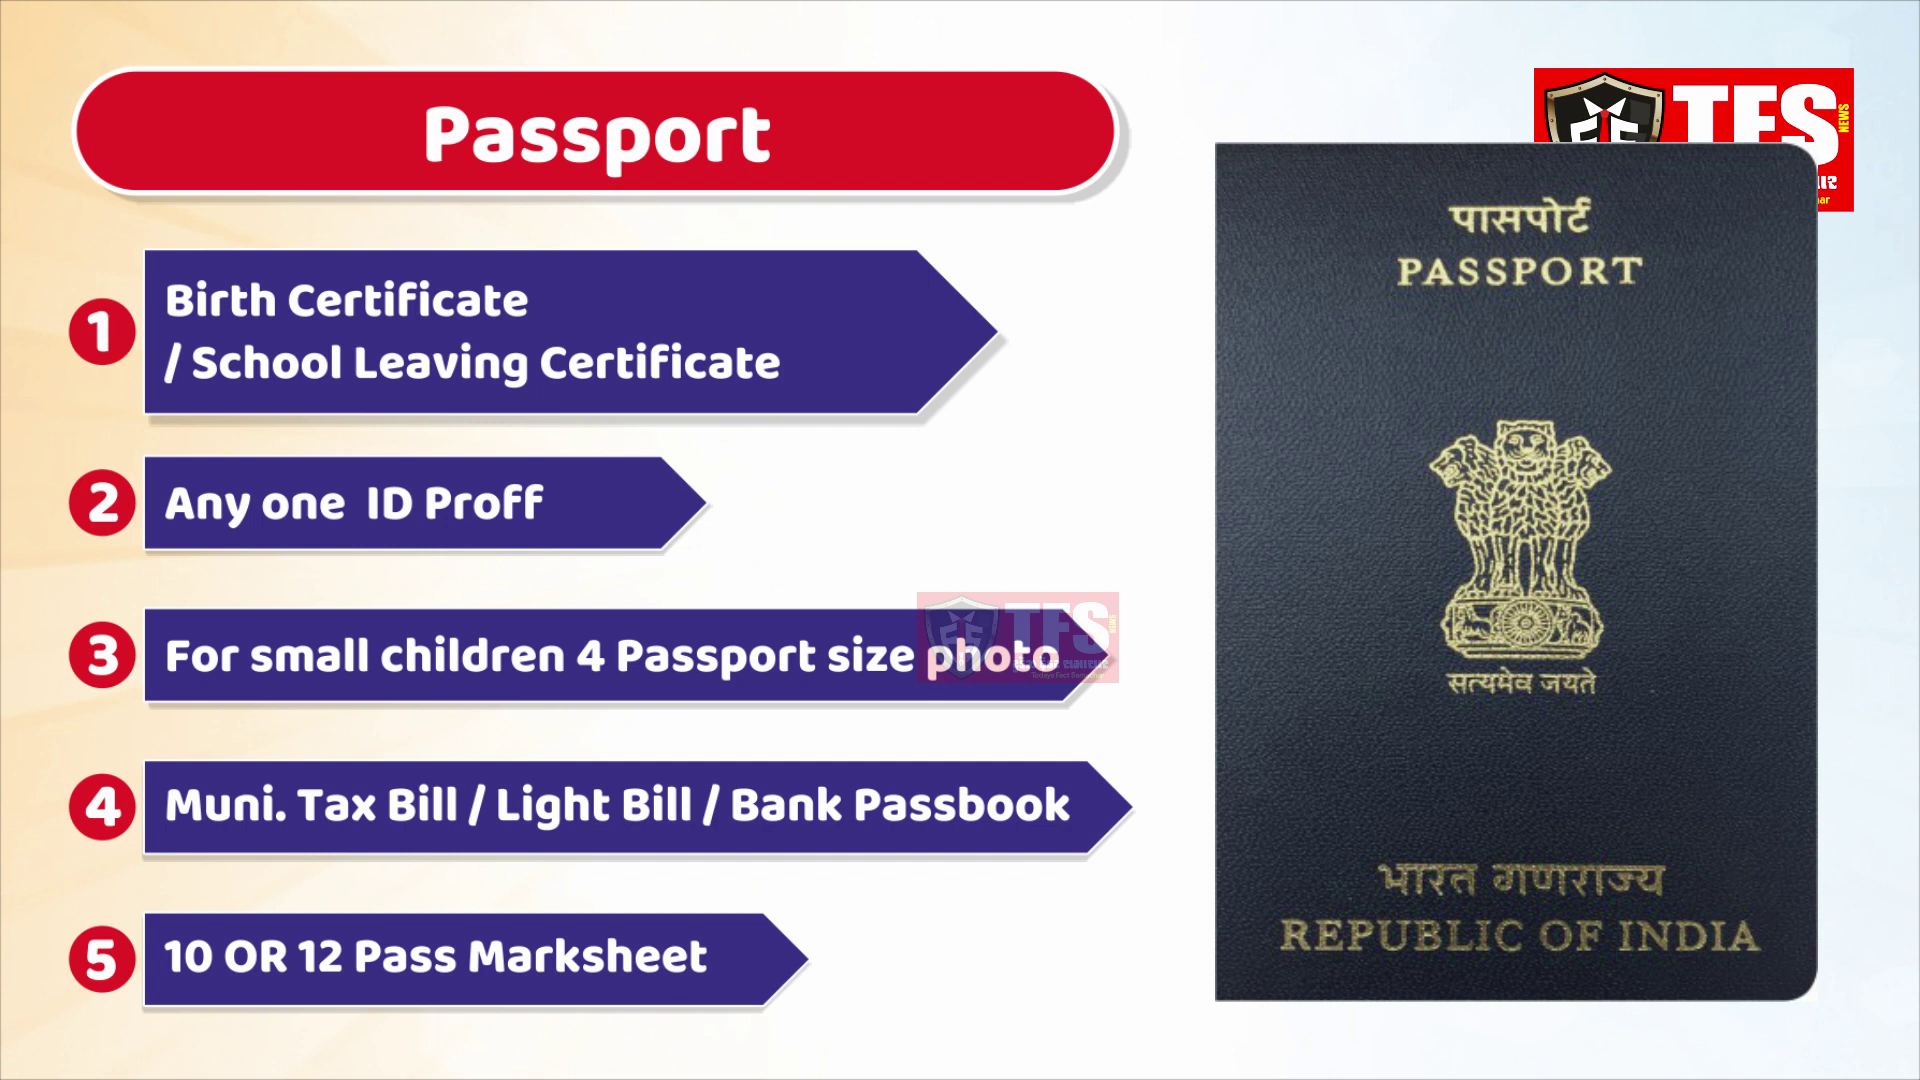 Passport
1
Birth Certificate
/ School Leaving Certificate
2
Any one ID Proff
3
For small children 4 Passport size photo
4
Muni. Tax Bill / Light Bill / Bank Passbook
5
10 OR 12 Pass Marksheet
TFS
NEWS
पासपोर्ट
PASSPORT
सत्यमेव जयते
भारत गणराज्य
REPUBLIC OF INDIA
TFS
NEWS